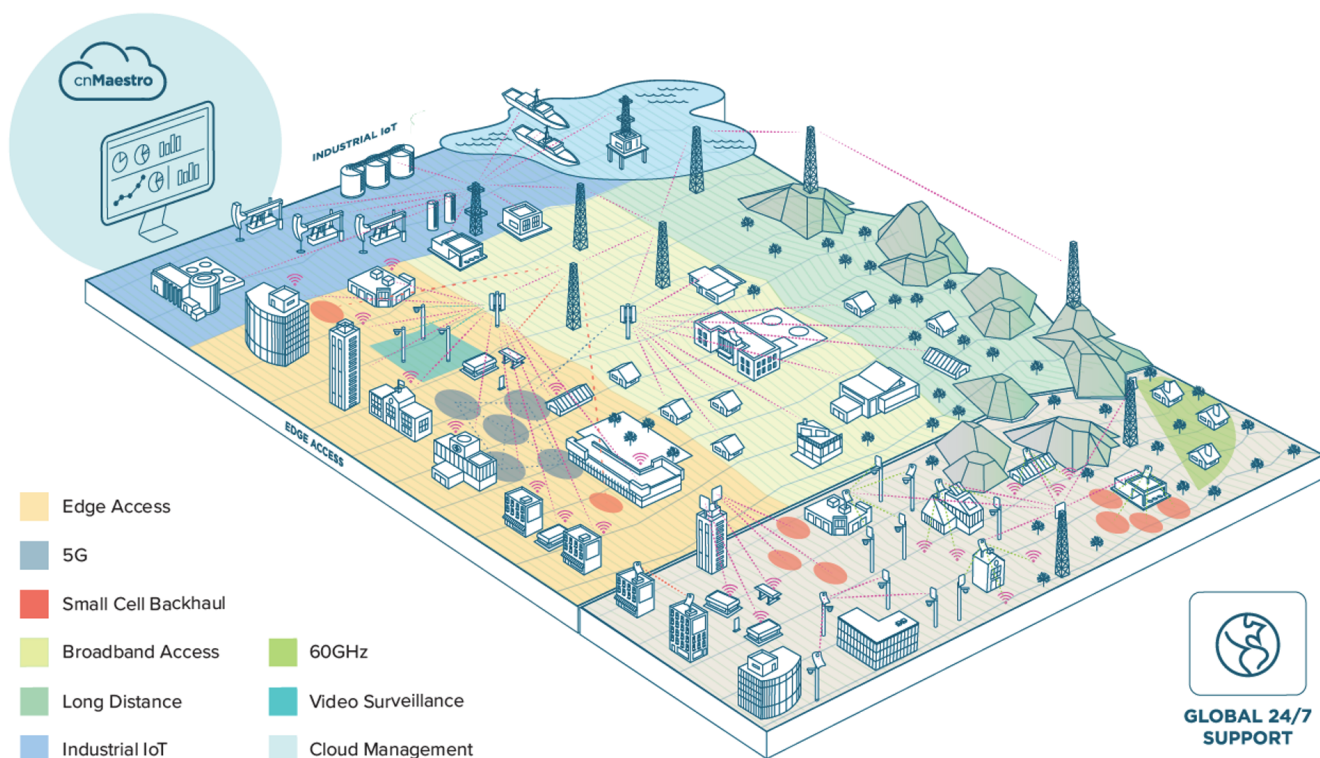 cnMaestro
INDUSTRIAL IoT
EDGE ACCESS
Edge Access
5G
Small Cell Backhaul
Broadband Access
Long Distance
Industrial IoT
60GHz
Video Surveillance
Cloud Management
GLOBAL 24/7
SUPPORT